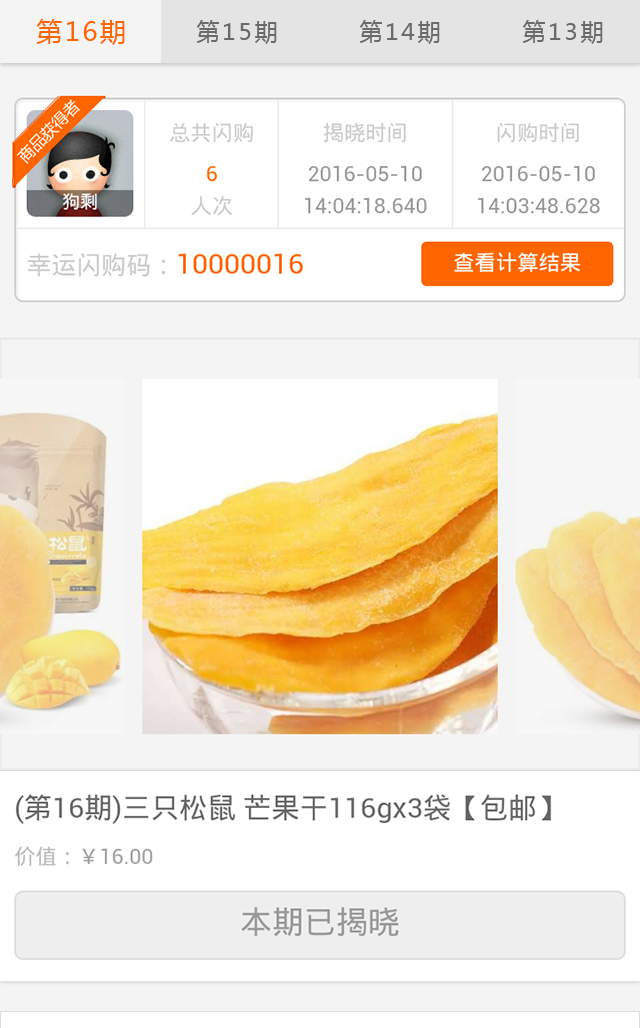 第16期 第15期 第14期 第13期
商品获得者
狗剩
总共闪购 揭晓时间 闪购时间
6 2016-05-10 2016-05-10
人次 14:04:18.640 14:03:48.628
幸运闪购码：10000016 查看计算结果
松鼠
(第16期)三只松鼠 芒果干116gx3袋【包邮】
价值：￥16.00
本期已揭晓